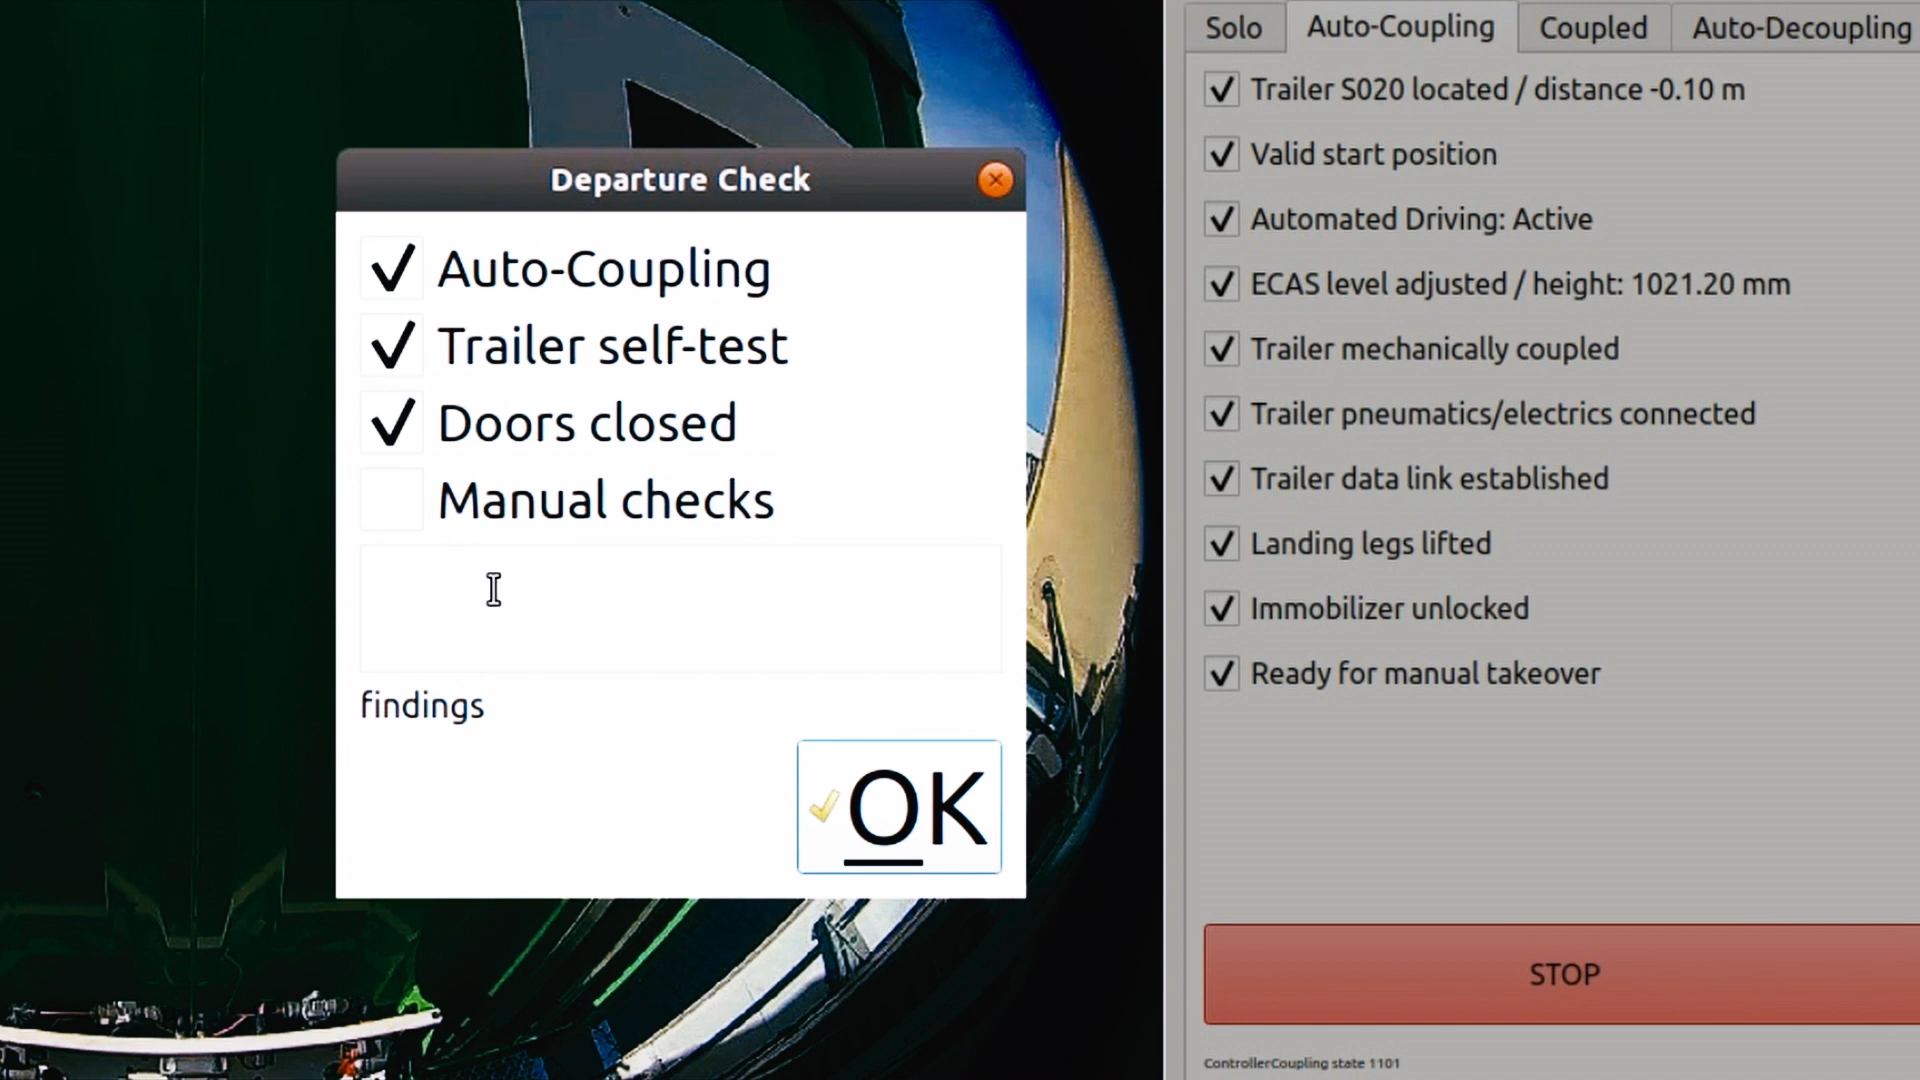 Departure Check
Auto-Coupling
Trailer self-test
Doors closed
Manual checks
findings
OK
Solo
Auto-Coupling
Coupled
Auto-Decoupling
Trailer S020 located / distance -0.10 m
Valid start position
Automated Driving: Active
ECAS level adjusted / height: 1021.20 mm
Trailer mechanically coupled
Trailer pneumatics/electrics connected
Trailer data link established
Landing legs lifted
Immobilizer unlocked
Ready for manual takeover
STOP
ControllerCoupling state 1101